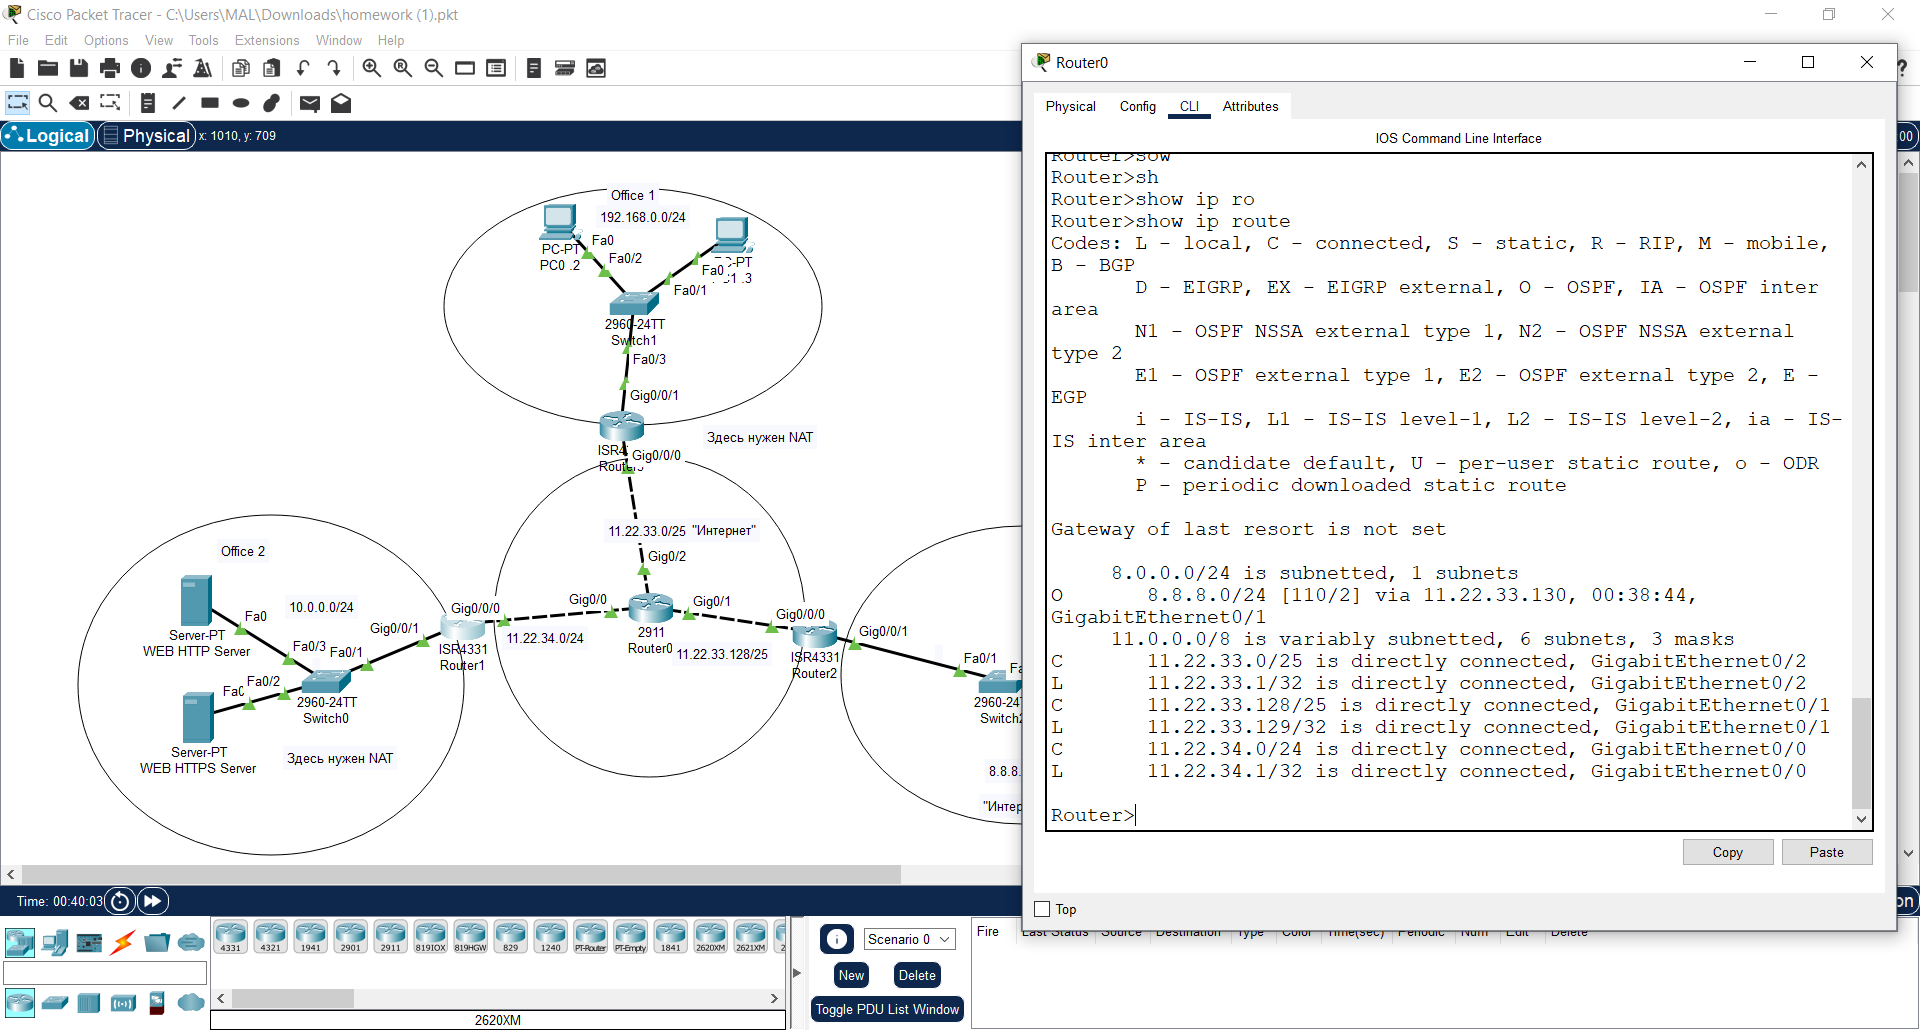 Cisco Packet Tracer - C:\Users\MAL\Downloads\homework (1).pkt
File Edit Options View Tools Extensions Window Help
Logical Physical x: 1010, y: 709
Office 1
192.168.0.0/24
PC-PT
PC0 .2
Fa0
Fa0/2
Fa0
Fa0/1
2960-24TT
Switch1
Fa0/3
Gig0/0/1
Здесь нужен NAT
Gig0/0/0
11.22.33.0/25 "Интернет"
Gig0/2
Gig0/0
Gig0/1
2911
Router0
11.22.34.0/24
11.22.33.128/25
Gig0/0/0
ISR4331
Router2
Gig0/0/1
Fa0/1
8.8.8.
Office 2
10.0.0.0/24
Server-PT
WEB HTTP Server
Fa0
Fa0/3
Fa0/1
Gig0/0/1
Gig0/0/0
ISR4331
Router1
Fa0/2
2960-24TT
Switch0
Server-PT
WEB HTTPS Server
Здесь нужен NAT
Router0
Physical Config CLI Attributes
IOS Command Line Interface
Router>sow
Router>sh
Router>show ip ro
Router>show ip route
Codes: L - local, C - connected, S - static, R - RIP, M - mobile,
B - BGP
D - EIGRP, EX - EIGRP external, O - OSPF, IA - OSPF inter
area
N1 - OSPF NSSA external type 1, N2 - OSPF NSSA external
type 2
E1 - OSPF external type 1, E2 - OSPF external type 2, E -
EGP
i - IS-IS, L1 - IS-IS level-1, L2 - IS-IS level-2, ia - IS-
IS inter area
* - candidate default, U - per-user static route, o - ODR
P - periodic downloaded static route
Gateway of last resort is not set
8.0.0.0/24 is subnetted, 1 subnets
O 8.8.8.0/24 [110/2] via 11.22.33.130, 00:38:44,
GigabitEthernet0/1
11.0.0.0/8 is variably subnetted, 6 subnets, 3 masks
C 11.22.33.0/25 is directly connected, GigabitEthernet0/2
L 11.22.33.1/32 is directly connected, GigabitEthernet0/2
C 11.22.33.128/25 is directly connected, GigabitEthernet0/1
L 11.22.33.129/32 is directly connected, GigabitEthernet0/1
C 11.22.34.0/24 is directly connected, GigabitEthernet0/0
L 11.22.34.1/32 is directly connected, GigabitEthernet0/0
Router>
Copy Paste
Top
Time: 00:40:03
4331 4321 1941 2901 2911 819IOX 819HGW 829 1240 PT-Router PT-Empty 1841 2620XM 2621XM
2620XM
Scenario 0
New Delete
Toggle PDU List Window
Fire Last Status Source Destination Type Color Time(sec) Periodic Num Edit Delete